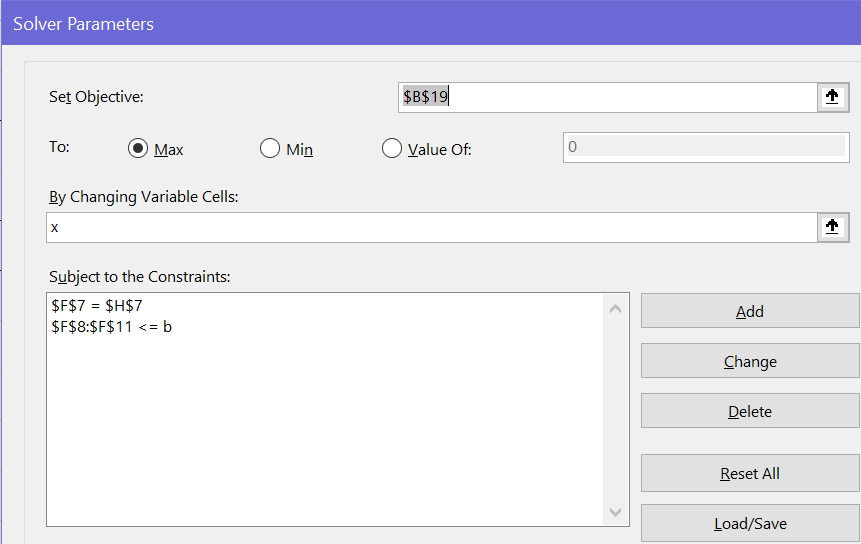 Solver Parameters
Set Objective: $B$19
To: Max Min Value Of: 0
By Changing Variable Cells:
x
Subject to the Constraints:
$F$7 = $H$7
$F$8:$F$11 <= b
Add
Change
Delete
Reset All
Load/Save